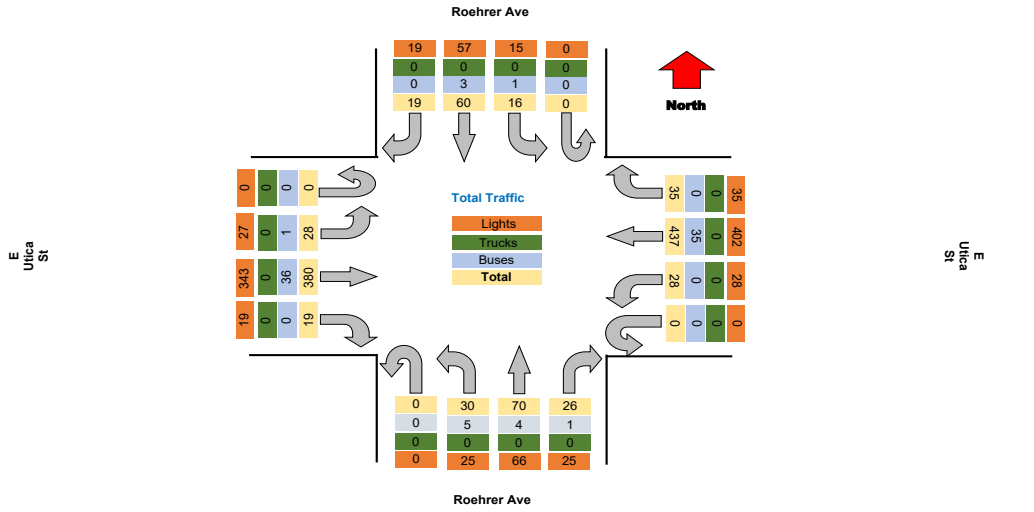 Roehrer Ave
19 57 15 0
0 0 0 0
0 3 1 0
19 60 16 0
North
0 0 0 0
27 0 1 28
343 0 36 380
19 0 0 19
E
Utica
St
Total Traffic
Lights
Trucks
Buses
Total
35 0 0 35
437 35 0 402
28 0 0 28
0 0 0 0
E
Utica
St
0 30 70 26
0 5 4 1
0 0 0 0
0 25 66 25
Roehrer Ave